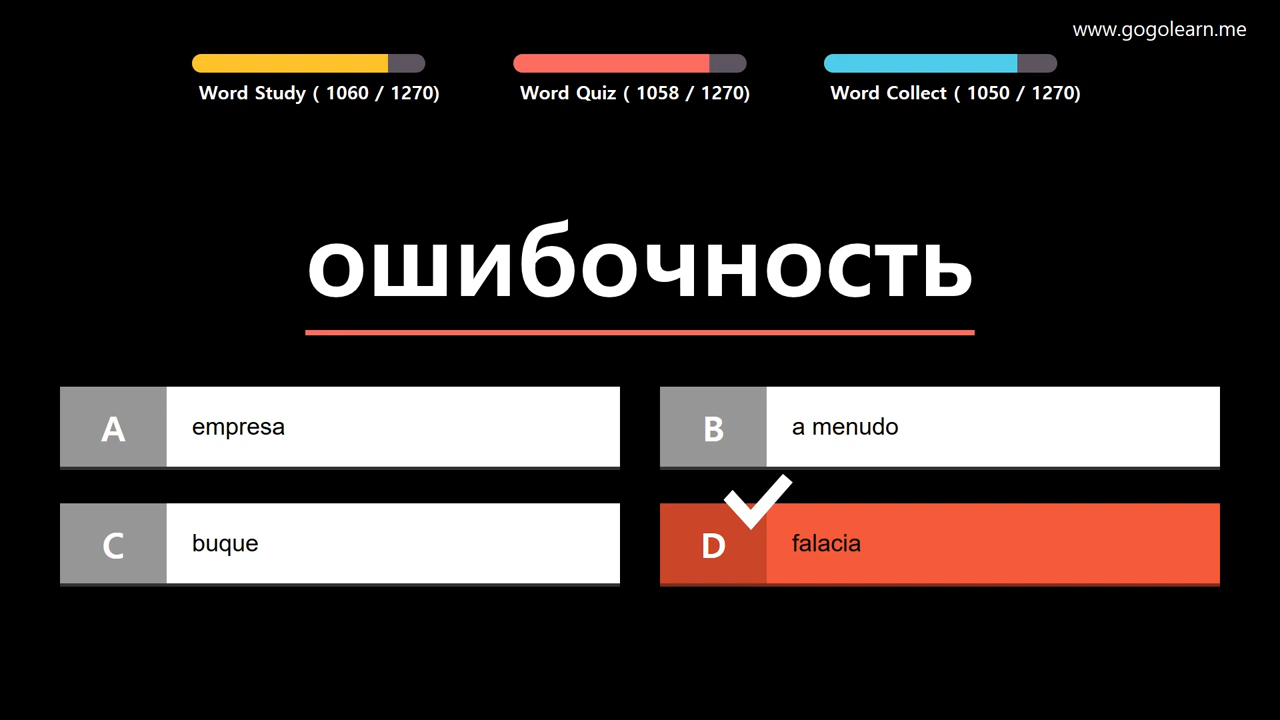 www.gogolearn.me
Word Study ( 1060 / 1270)
Word Quiz ( 1058 / 1270)
Word Collect ( 1050 / 1270)
ошибочность
A empresa
B a menudo
C buque
D falacia